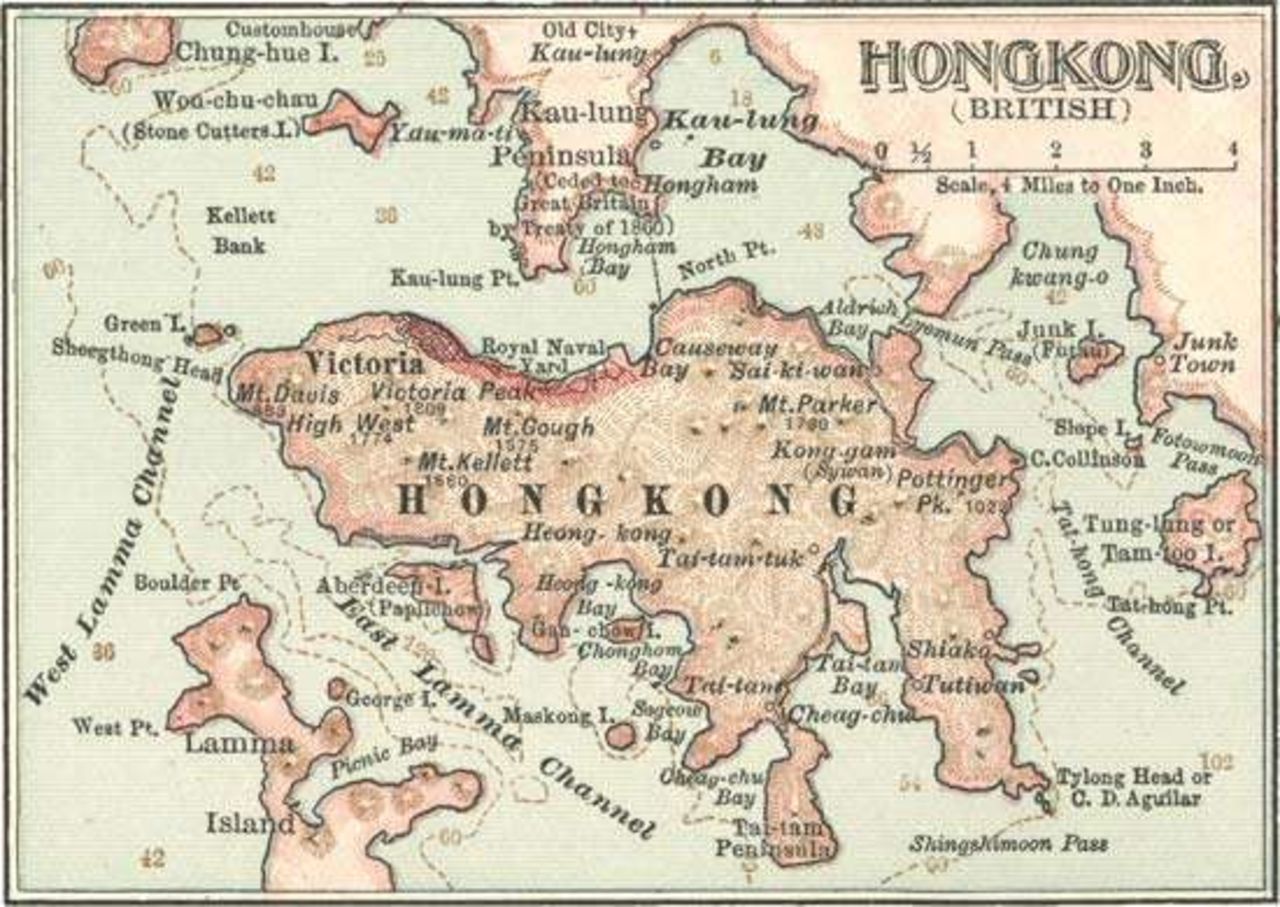 HONGKONG.
(BRITISH)
0 ½ 1 2 3 4
Scale, 4 Miles to One Inch.
Customhouse
Chung-hue I.
25
60
42
Woo-chu-chau
(Stone Cutters.I.)
Yau-ma-ti
Old City
Kau-lung
Kau-lung
Peninsula
(Ceded to
Great Britain
by Treaty of 1860)
6
18
Kau-lung
Bay
Hongham
Hongham
Bay
60
48
42
36
Kellett
Bank
60
Kau-lung Pt.
North Pt.
Chung
kwang-o
42
Green I.
Sheegthong Head
Victoria
Royal Naval
Yard
Causeway
Bay
Aldrich
Bay
Lyemun Pass
60
Junk I.
(Futau)
Junk
Town
Sai-ki-wan
Mt.Davis
Victoria Peak
1809
High West
1774
Mt.Gough
1575
Mt.Kellett
Mt.Parker
Kong-gam
(Sywan)
Pottinger
Pk.
Slope I.
C.Collinson
Fotowmoon
Pass
HONGKONG
Heong-kong
Tai-tam-tuk
Tung-lung or
Tam-too I.
Tat-hong
Channel
Tat-hong Pt.
60
West Lamma Channel
36
Boulder Pt.
Aberdeen I.
(Paplichow)
Heong-kong
Bay
Chonghom
Bay
East Lamma Channel
George I.
West Pt.
Lamma
Island
Picnic Bay
Maskong I.
Bay
Tai-tam
Tai-tam
Bay
Cheag-chu
Shiako
Tutiwan
Cheag-chu
Bay
Tai-tam
Peninsula
54
102
Tylong Head or
C. D. Aguilar
Shingshimoon Pass
60
60
42